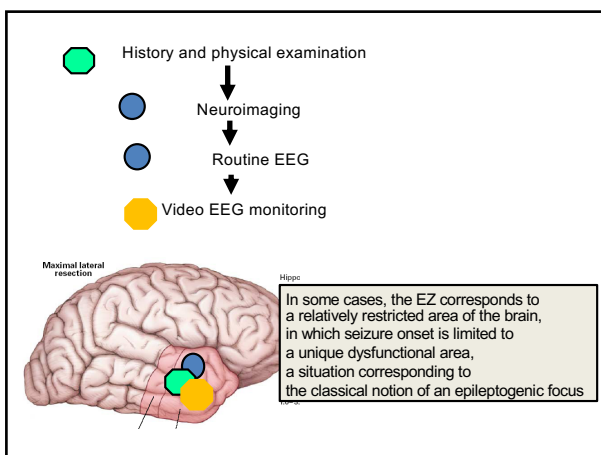 History and physical examination
Neuroimaging
Routine EEG
Video EEG monitoring
Maximal lateral
resection
Hippc
In some cases, the EZ corresponds to
a relatively restricted area of the brain,
in which seizure onset is limited to
a unique dysfunctional area,
a situation corresponding to
the classical notion of an epileptogenic focus